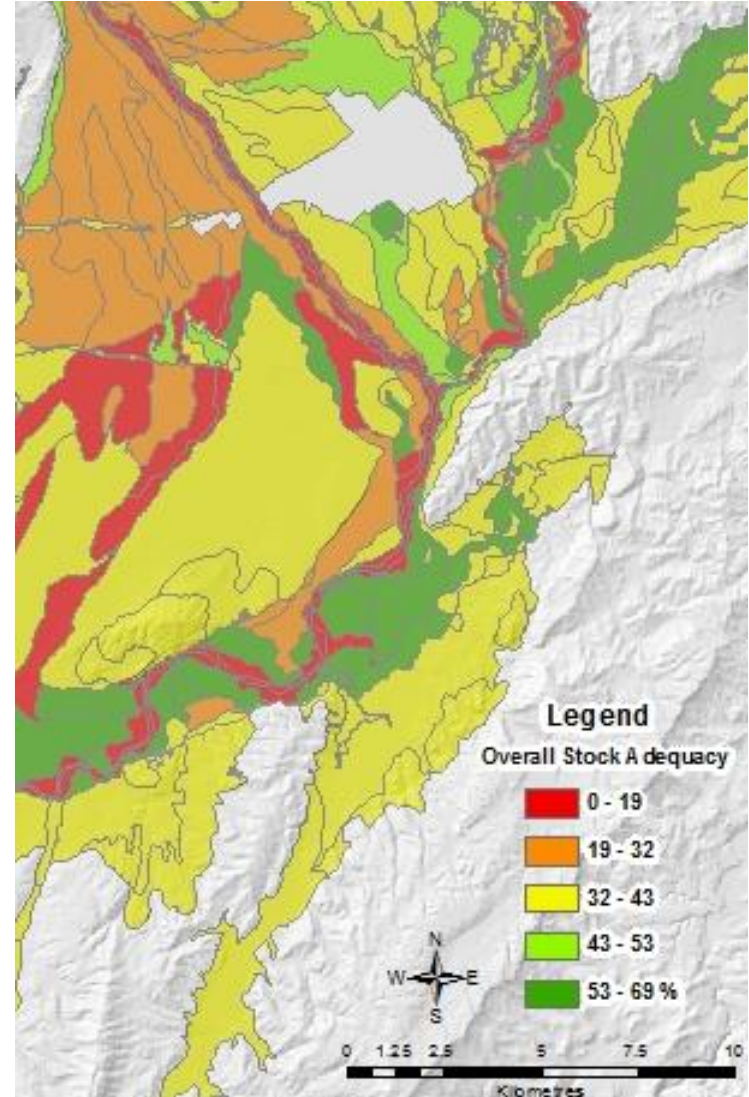 Legend
Overall Stock Adequacy
0 - 19
19 - 32
32 - 43
43 - 53
53 - 69 %
N
W E
S
0 1.25 2.5 5 7.5 10
Kilometres